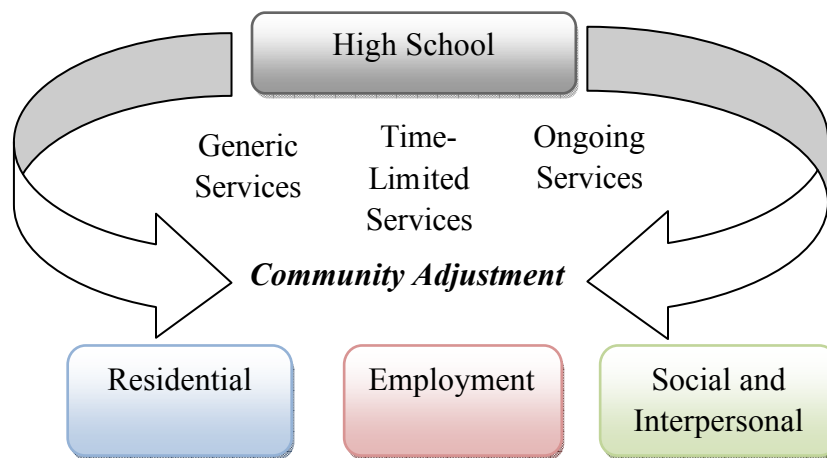 High School
Generic
Services
Time-
Limited
Services
Ongoing
Services
Community Adjustment
Residential
Employment
Social and
Interpersonal